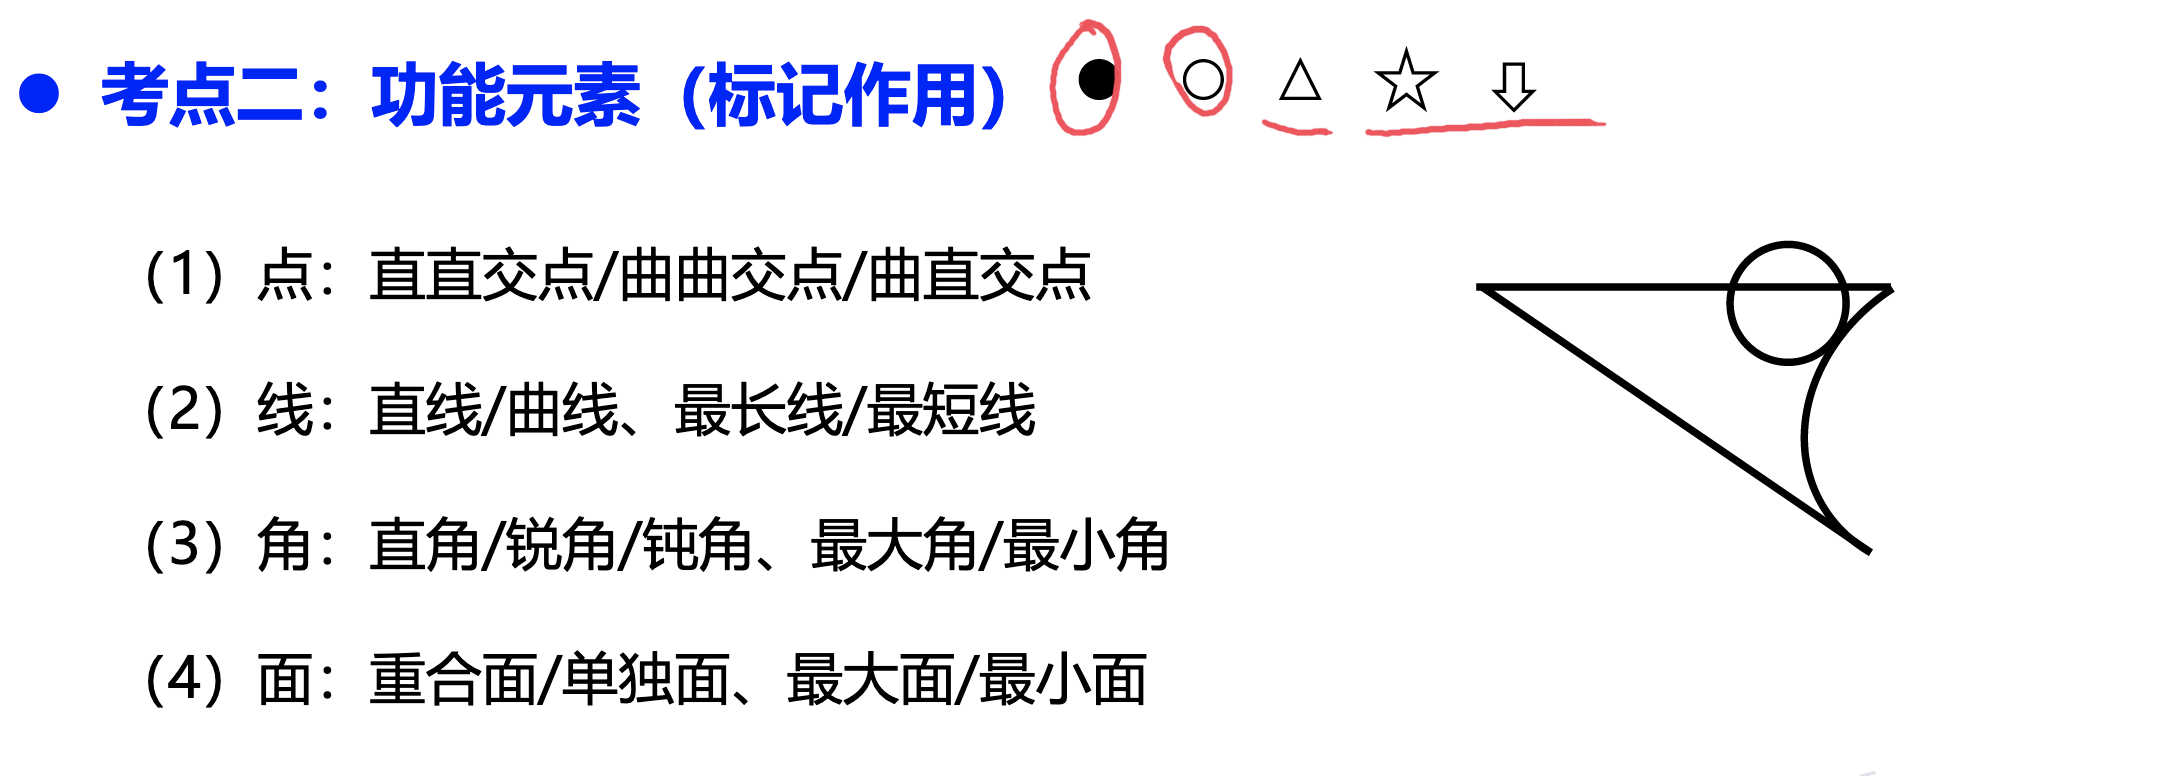 考点二：功能元素（标记作用）
（1）点：直直交点/曲曲交点/曲直交点
（2）线：直线/曲线、最长线/最短线
（3）角：直角/锐角/钝角、最大角/最小角
（4）面：重合面/单独面、最大面/最小面